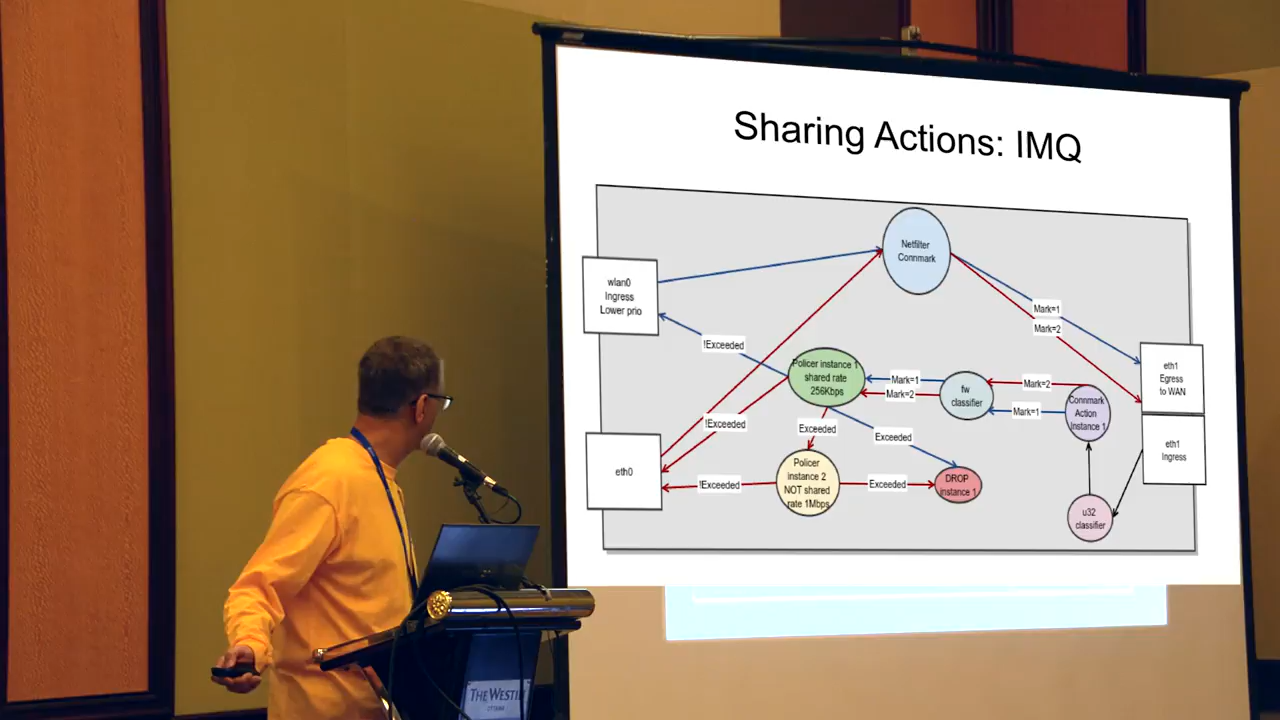 Sharing Actions: IMQ
Netfilter
Connmark
wlan0
Ingress
Lower prio
Mark=1
Mark=2
!Exceeded
Policer instance 1
shared rate
256Kbps
Mark=1
Mark=2
fw
classifier
Mark=2
Mark=1
Connmark
Action
Instance 1
eth1
Egress
to WAN
eth1
Ingress
!Exceeded
Exceeded
Exceeded
eth0
!Exceeded
Policer
instance 2
NOT shared
rate 1Mbps
Exceeded
DROP
instance 1
u32
classifier
THE WESTIN
OTTAWA